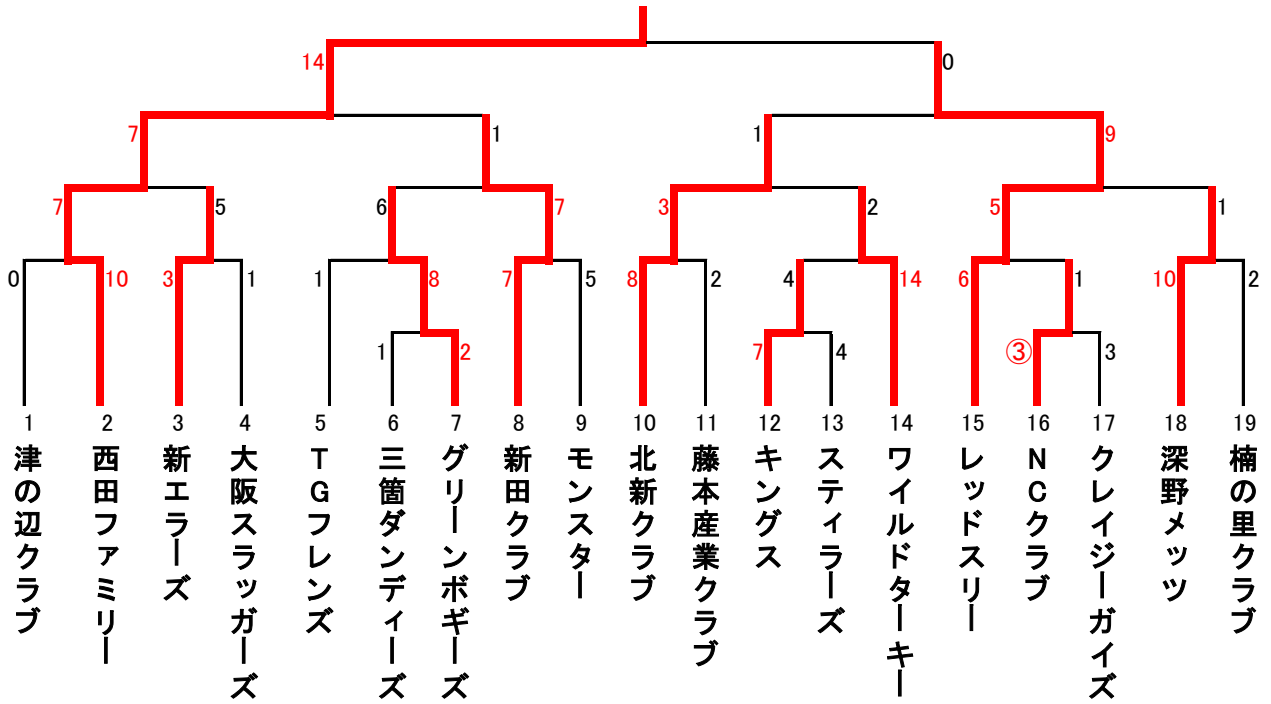 14
0
7
1
1
9
7
5
6
7
3
2
5
1
0
10
3
1
1
8
7
5
8
2
4
14
6
1
10
2
1
2
7
4
③
3
1
2
3
4
5
6
7
8
9
10
11
12
13
14
15
16
17
18
19
津の辺クラブ
西田ファミリー
新エラーズ
大阪スラッガーズ
TGフレンズ
三箇ダンディーズ
グリーンボギーズ
新田クラブ
モンスター
北新クラブ
藤本産業クラブ
キングス
スティラーズ
ワイルドターキー
レッドスリー
NCクラブ
クレイジーガイズ
深野メッツ
楠の里クラブ